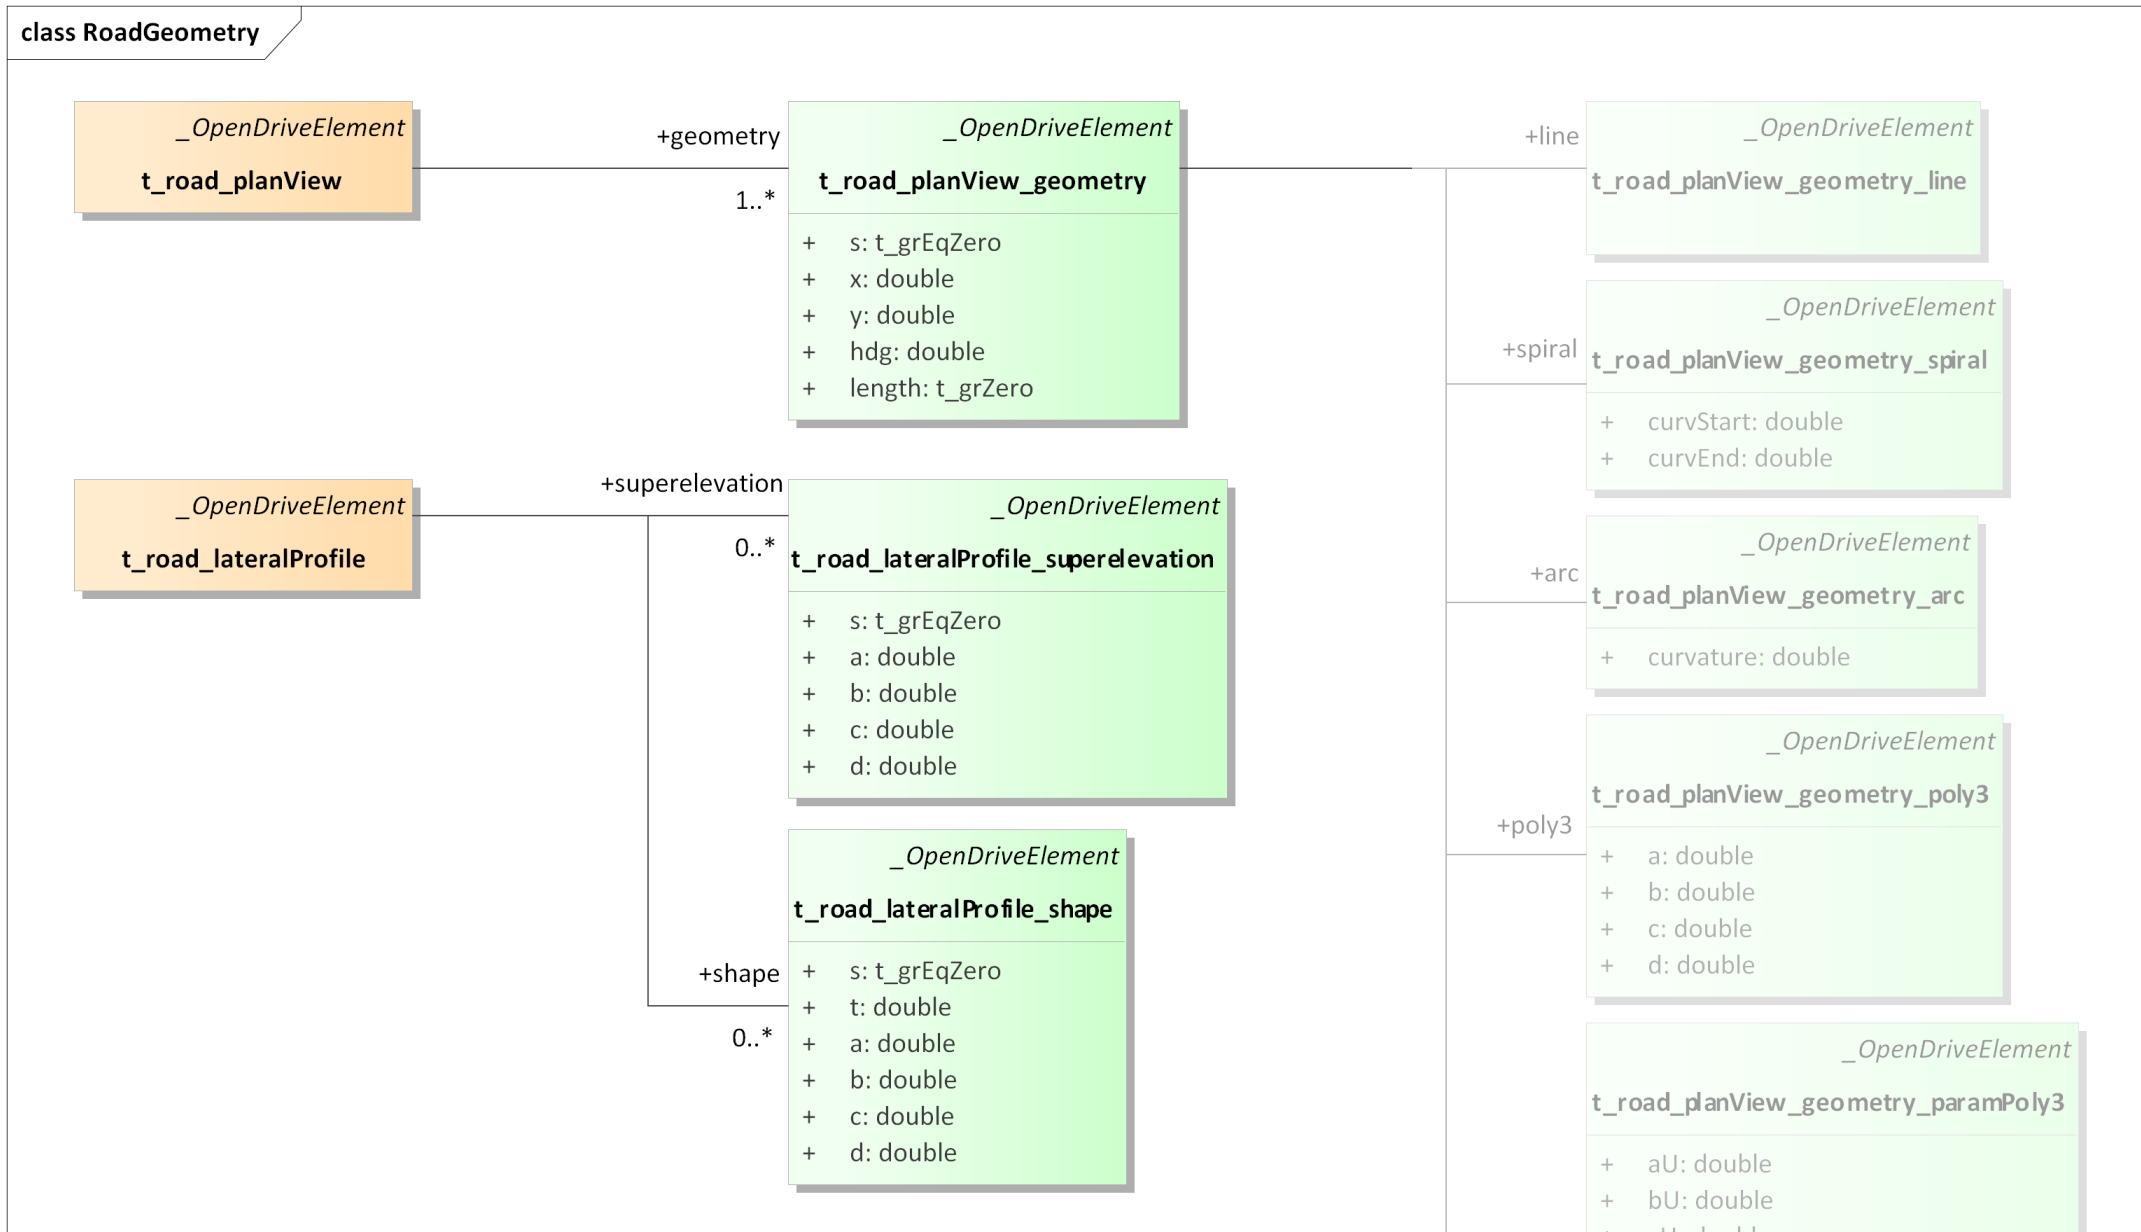 class RoadGeometry
_OpenDriveElement
t_road_planView
+geometry
1..*
_OpenDriveElement
t_road_planView_geometry
+ s: t_grEqZero
+ x: double
+ y: double
+ hdg: double
+ length: t_grZero
_OpenDriveElement
t_road_lateralProfile
+superelevation
0..*
_OpenDriveElement
t_road_lateralProfile_superelevation
+ s: t_grEqZero
+ a: double
+ b: double
+ c: double
+ d: double
+shape
0..*
_OpenDriveElement
t_road_lateralProfile_shape
+ s: t_grEqZero
+ t: double
+ a: double
+ b: double
+ c: double
+ d: double
+line
_OpenDriveElement
t_road_planView_geometry_line
+spiral
_OpenDriveElement
t_road_planView_geometry_spiral
+ curvStart: double
+ curvEnd: double
+arc
_OpenDriveElement
t_road_planView_geometry_arc
+ curvature: double
+poly3
_OpenDriveElement
t_road_planView_geometry_poly3
+ a: double
+ b: double
+ c: double
+ d: double
_OpenDriveElement
t_road_planView_geometry_paramPoly3
+ aU: double
+ bU: double